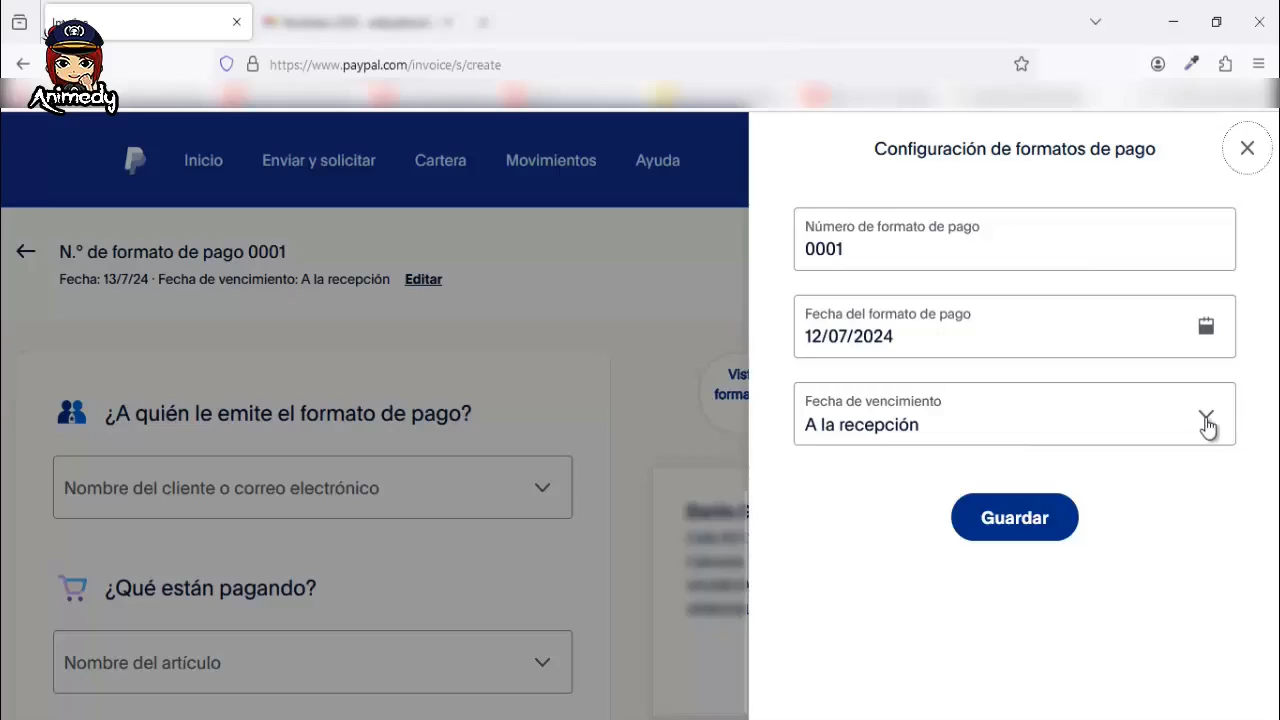 https://www.paypal.com/invoice/s/create
Animedy
Inicio
Enviar y solicitar
Cartera
Movimientos
Ayuda
N.° de formato de pago 0001
Fecha: 13/7/24 · Fecha de vencimiento: A la recepción Editar
¿A quién le emite el formato de pago?
Nombre del cliente o correo electrónico
¿Qué están pagando?
Nombre del artículo
Configuración de formatos de pago
Número de formato de pago
0001
Fecha del formato de pago
12/07/2024
Fecha de vencimiento
A la recepción
Guardar